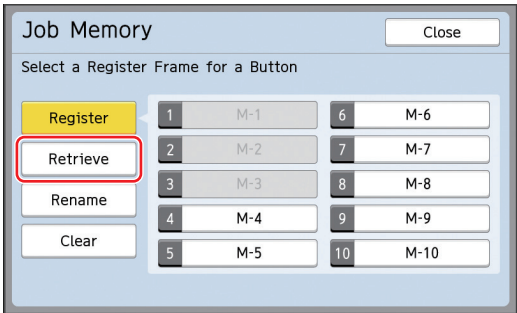 Job Memory
Close
Select a Register Frame for a Button
Register
Retrieve
Rename
Clear
1 M-1
2 M-2
3 M-3
4 M-4
5 M-5
6 M-6
7 M-7
8 M-8
9 M-9
10 M-10